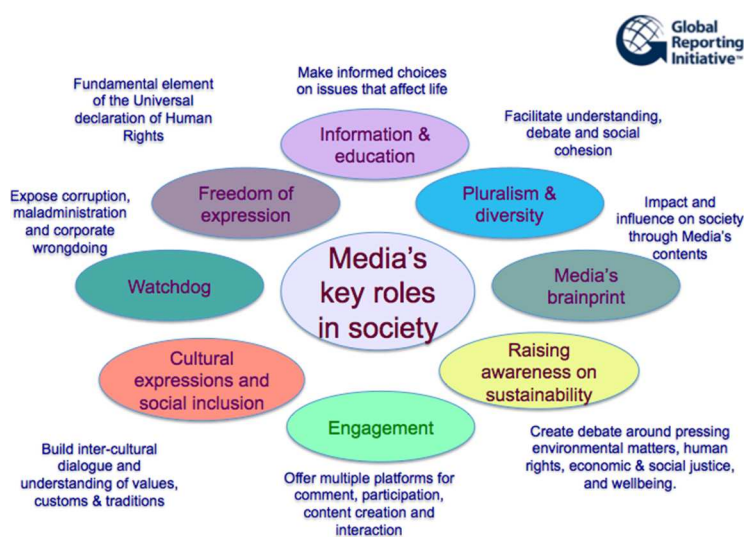 Global
Reporting
Initiative™
Make informed choices
on issues that affect life
Information &
education
Fundamental element
of the Universal
declaration of Human
Rights
Freedom of
expression
Facilitate understanding,
debate and social
cohesion
Pluralism &
diversity
Expose corruption,
maladministration
and corporate
wrongdoing
Watchdog
Media's
key roles
in society
Impact and
influence on society
through Media's
contents
Media's
brainprint
Cultural
expressions and
social inclusion
Raising
awareness on
sustainability
Engagement
Build inter-cultural
dialogue and
understanding of values,
customs & traditions
Offer multiple platforms for
comment, participation,
content creation and
interaction
Create debate around pressing
environmental matters, human
rights, economic & social justice,
and wellbeing.